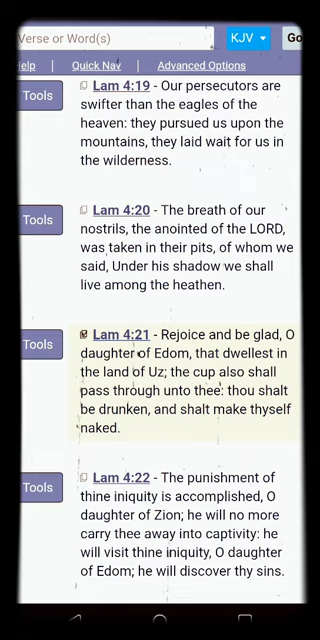 Verse or Word(s) KJV Go
Help | Quick Nav | Advanced Options
Tools
Lam 4:19 - Our persecutors are
swifter than the eagles of the
heaven: they pursued us upon the
mountains, they laid wait for us in
the wilderness.
Tools
Lam 4:20 - The breath of our
nostrils, the anointed of the LORD,
was taken in their pits, of whom we
said, Under his shadow we shall
live among the heathen.
Tools
Lam 4:21 - Rejoice and be glad, O
daughter of Edom, that dwellest in
the land of Uz; the cup also shall
pass through unto thee: thou shalt
be drunken, and shalt make thyself
naked.
Tools
Lam 4:22 - The punishment of
thine iniquity is accomplished, O
daughter of Zion; he will no more
carry thee away into captivity: he
will visit thine iniquity, O daughter
of Edom; he will discover thy sins.